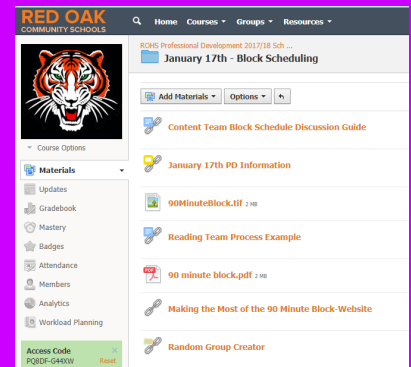 RED OAK
COMMUNITY SCHOOLS
Home Courses Groups Resources
ROHS Professional Development 2017/18 Sch ...
January 17th - Block Scheduling
Add Materials Options
Content Team Block Schedule Discussion Guide
January 17th PD Information
90MinuteBlock.tif 2 MB
Reading Team Process Example
PDF
90 minute block.pdf 2 MB
Making the Most of the 90 Minute Block-Website
Random Group Creator
Course Options
Materials
Updates
Gradebook
Mastery
Badges
Attendance
Members
Analytics
Workload Planning
Access Code
PQ8DF-G44XW Reset